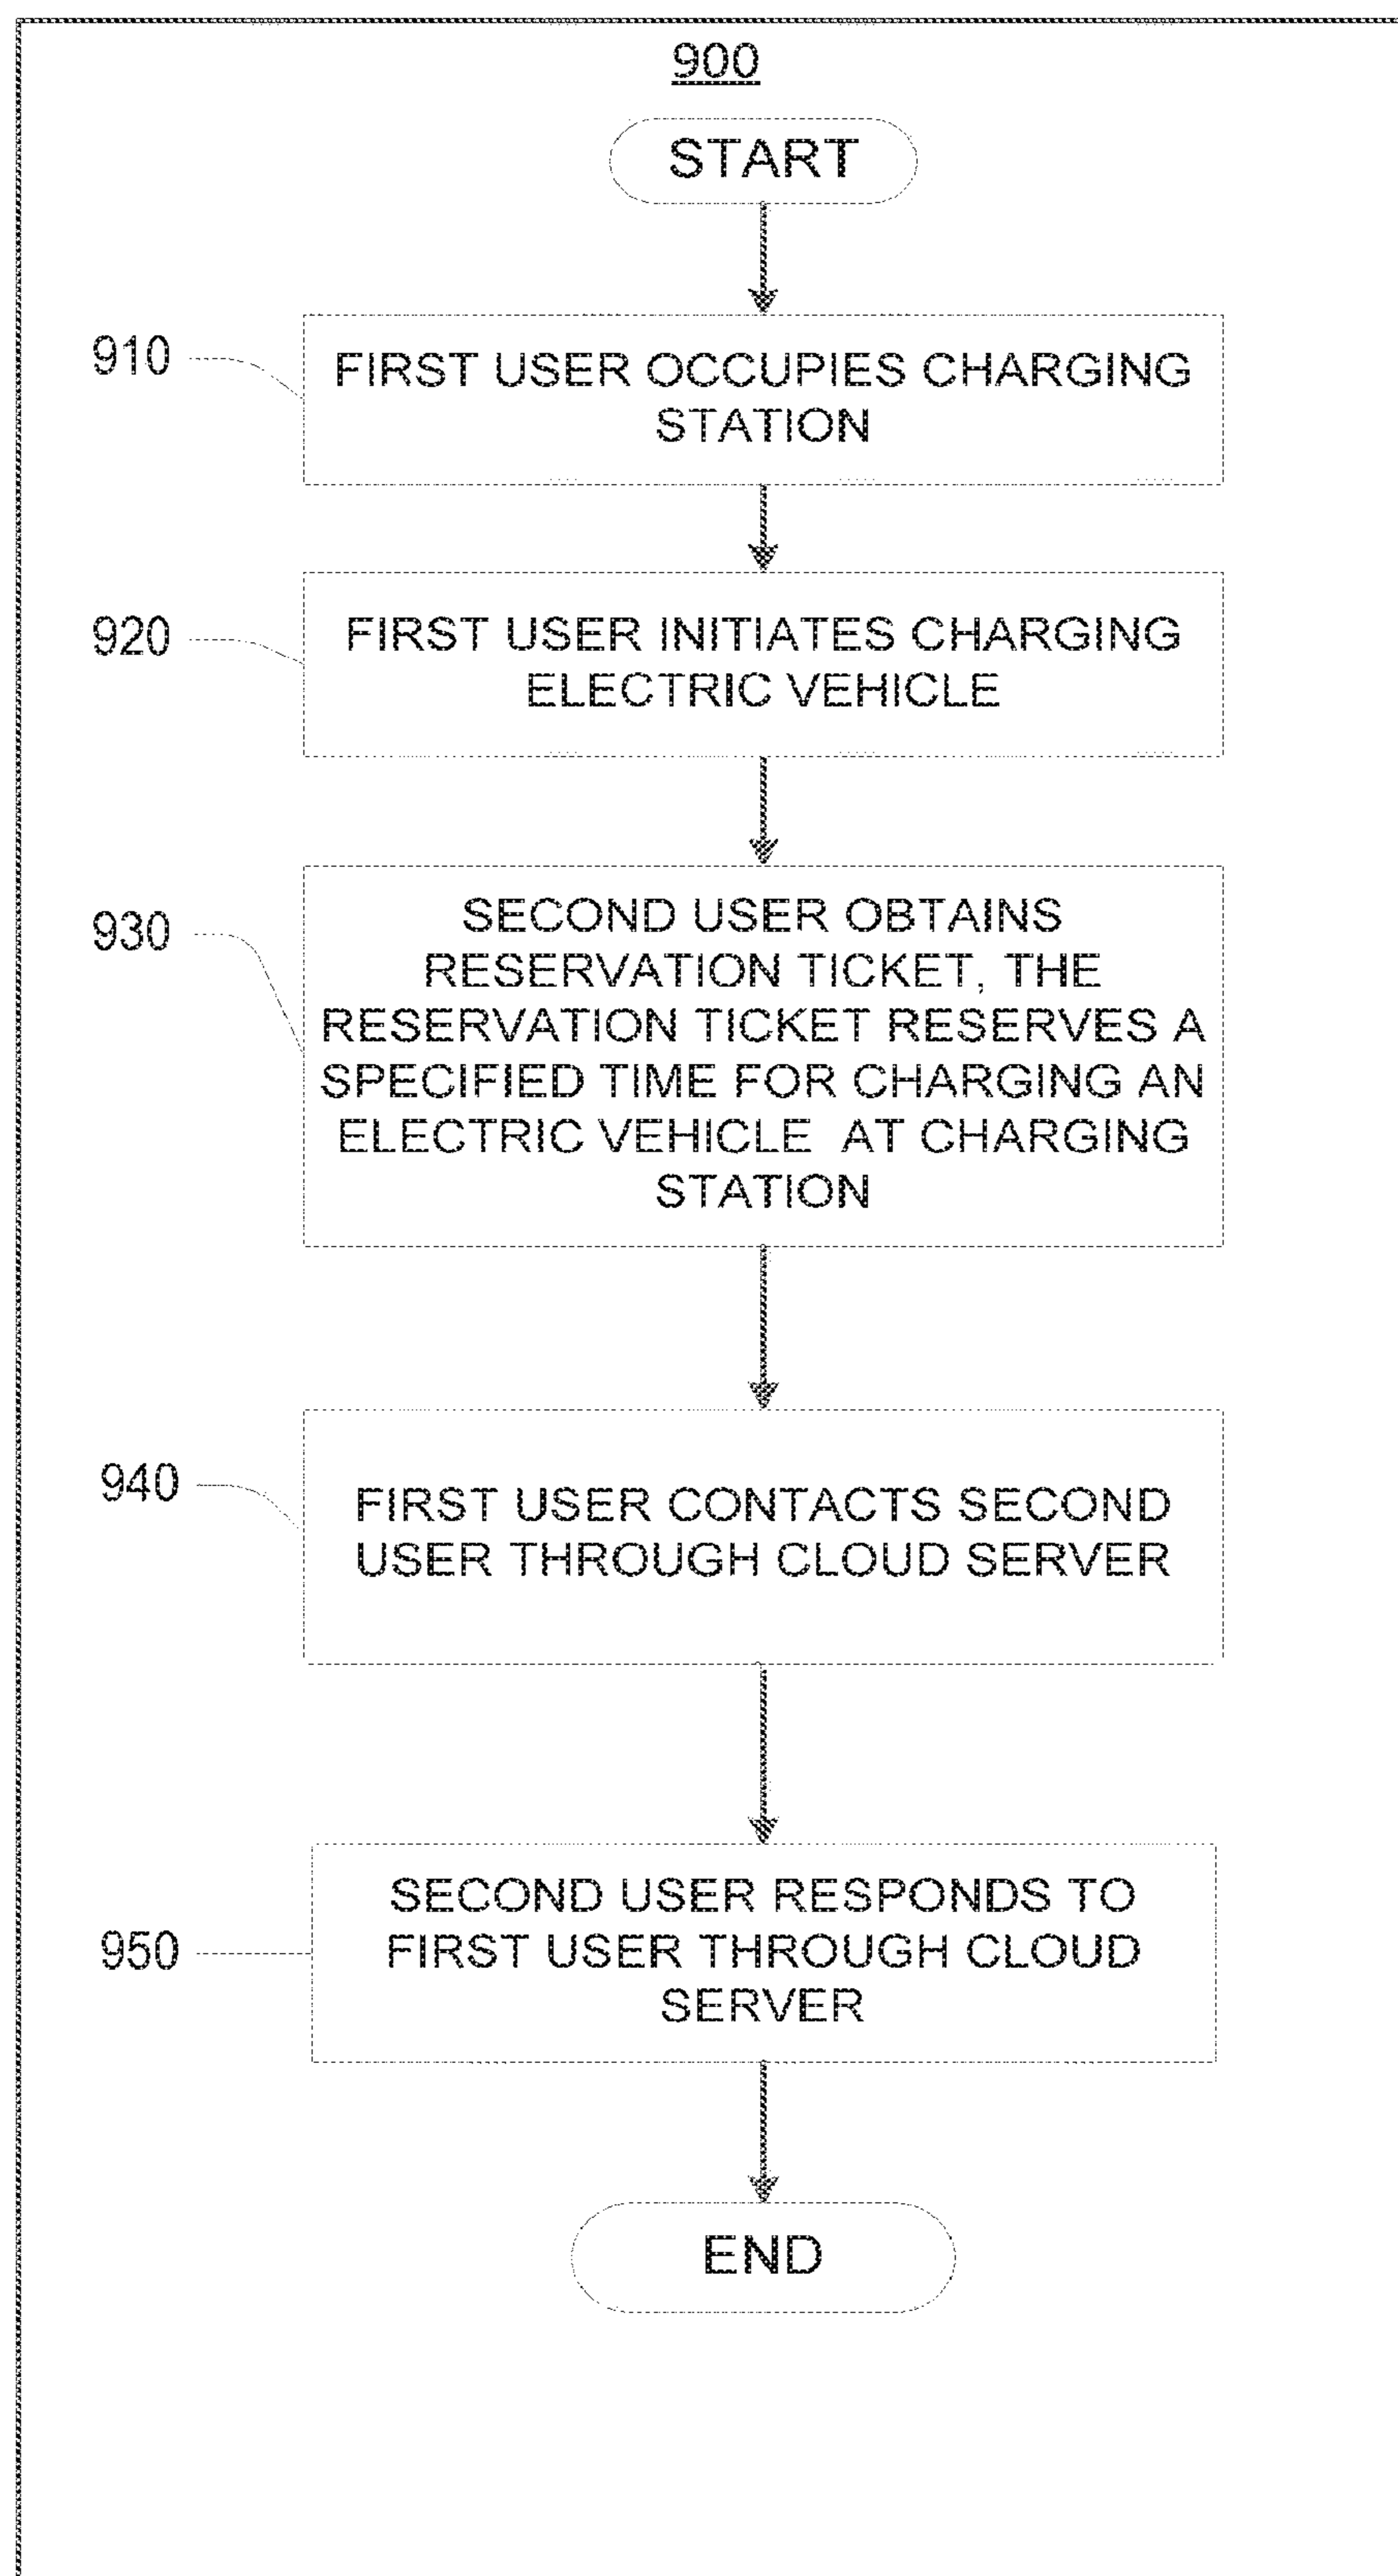 900
START
910
FIRST USER OCCUPIES CHARGING
STATION
920
FIRST USER INITIATES CHARGING
ELECTRIC VEHICLE
930
SECOND USER OBTAINS
RESERVATION TICKET, THE
RESERVATION TICKET RESERVES A
SPECIFIED TIME FOR CHARGING AN
ELECTRIC VEHICLE AT CHARGING
STATION
940
FIRST USER CONTACTS SECOND
USER THROUGH CLOUD SERVER
950
SECOND USER RESPONDS TO
FIRST USER THROUGH CLOUD
SERVER
END